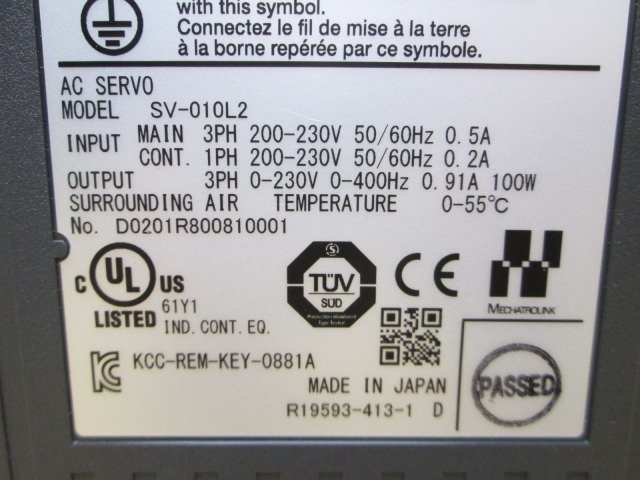 with this symbol.
Connectez le fil de mise à la terre
à la borne repérée par ce symbole.
AC SERVO
MODEL SV-010L2
INPUT MAIN 3PH 200-230V 50/60Hz 0.5A
CONT. 1PH 200-230V 50/60Hz 0.2A
OUTPUT 3PH 0-230V 0-400Hz 0.91A 100W
SURROUNDING AIR TEMPERATURE 0-55℃
No. D0201R800810001
C UL US
LISTED
61Y1
IND. CONT. EQ.
S
TÜV
SÜD
Production monitored
Type Tested
CE
MECHATROLINK
KCC-REM-KEY-0881A
MADE IN JAPAN
R19593-413-1 D
PASSED